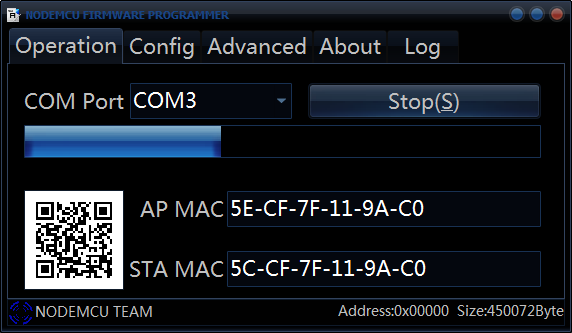 NODEMCU FIRMWARE PROGRAMMER
Operation Config Advanced About Log
COM Port COM3 Stop(S)
AP MAC 5E-CF-7F-11-9A-C0
STA MAC 5C-CF-7F-11-9A-C0
NODEMCU TEAM Address:0x00000 Size:450072Byte